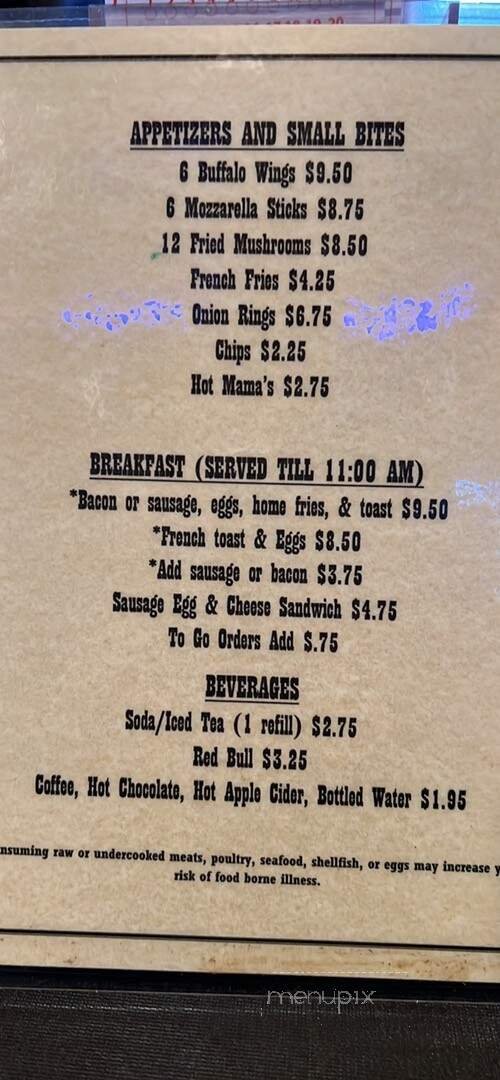 17 18 19 20
APPETIZERS AND SMALL BITES
6 Buffalo Wings $9.50
6 Mozzarella Sticks $8.75
12 Fried Mushrooms $8.50
French Fries $4.25
Onion Rings $6.75
Chips $2.25
Hot Mama's $2.75
BREAKFAST (SERVED TILL 11:00 AM)
*Bacon or sausage, eggs, home fries, & toast $9.50
*French toast & Eggs $8.50
*Add sausage or bacon $3.75
Sausage Egg & Cheese Sandwich $4.75
To Go Orders Add $.75
BEVERAGES
Soda/Iced Tea (1 refill) $2.75
Red Bull $3.25
Coffee, Hot Chocolate, Hot Apple Cider, Bottled Water $1.95
nsuming raw or undercooked meats, poultry, seafood, shellfish, or eggs may increase y
risk of food borne illness.
menupix